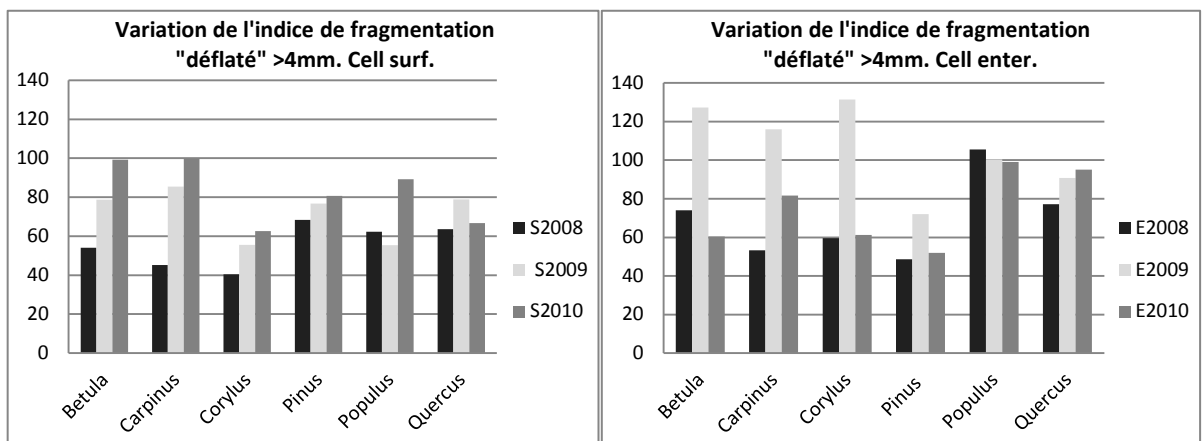 Variation de l'indice de fragmentation
"déflaté" >4mm. Cell surf.
140
120
100
80
60
40
20
0
Betula
Carpinus
Corylus
Pinus
Populus
Quercus
S2008
S2009
S2010
Variation de l'indice de fragmentation
"déflaté" >4mm. Cell enter.
140
120
100
80
60
40
20
0
Betula
Carpinus
Corylus
Pinus
Populus
Quercus
E2008
E2009
E2010